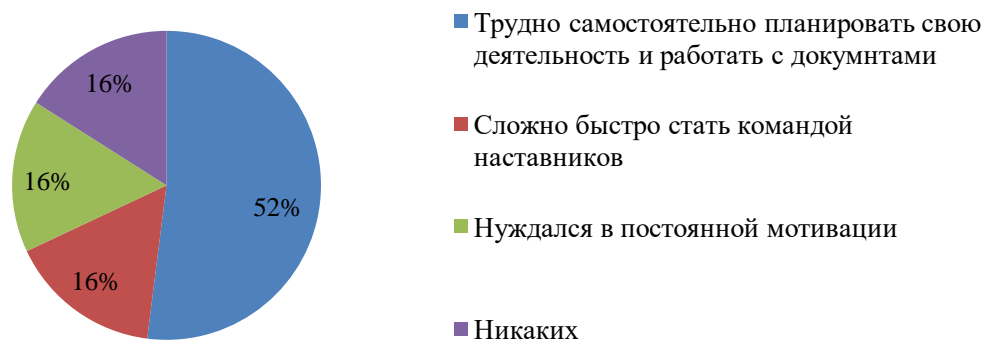 16%
16%
52%
16%
Трудно самостоятельно планировать свою
деятельность и работать с докумнтами
Сложно быстро стать командой
наставников
Нуждался в постоянной мотивации
Никаких